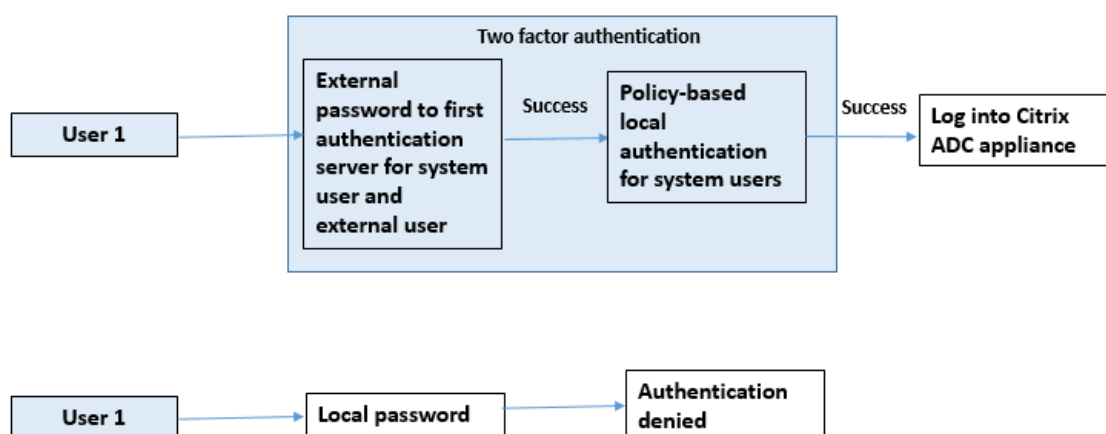 Two factor authentication
User 1
External
password to first
authentication
server for system
user and
external user
Success
Policy-based
local
authentication
for system users
Success
Log into Citrix
ADC appliance
User 1
Local password
Authentication
denied